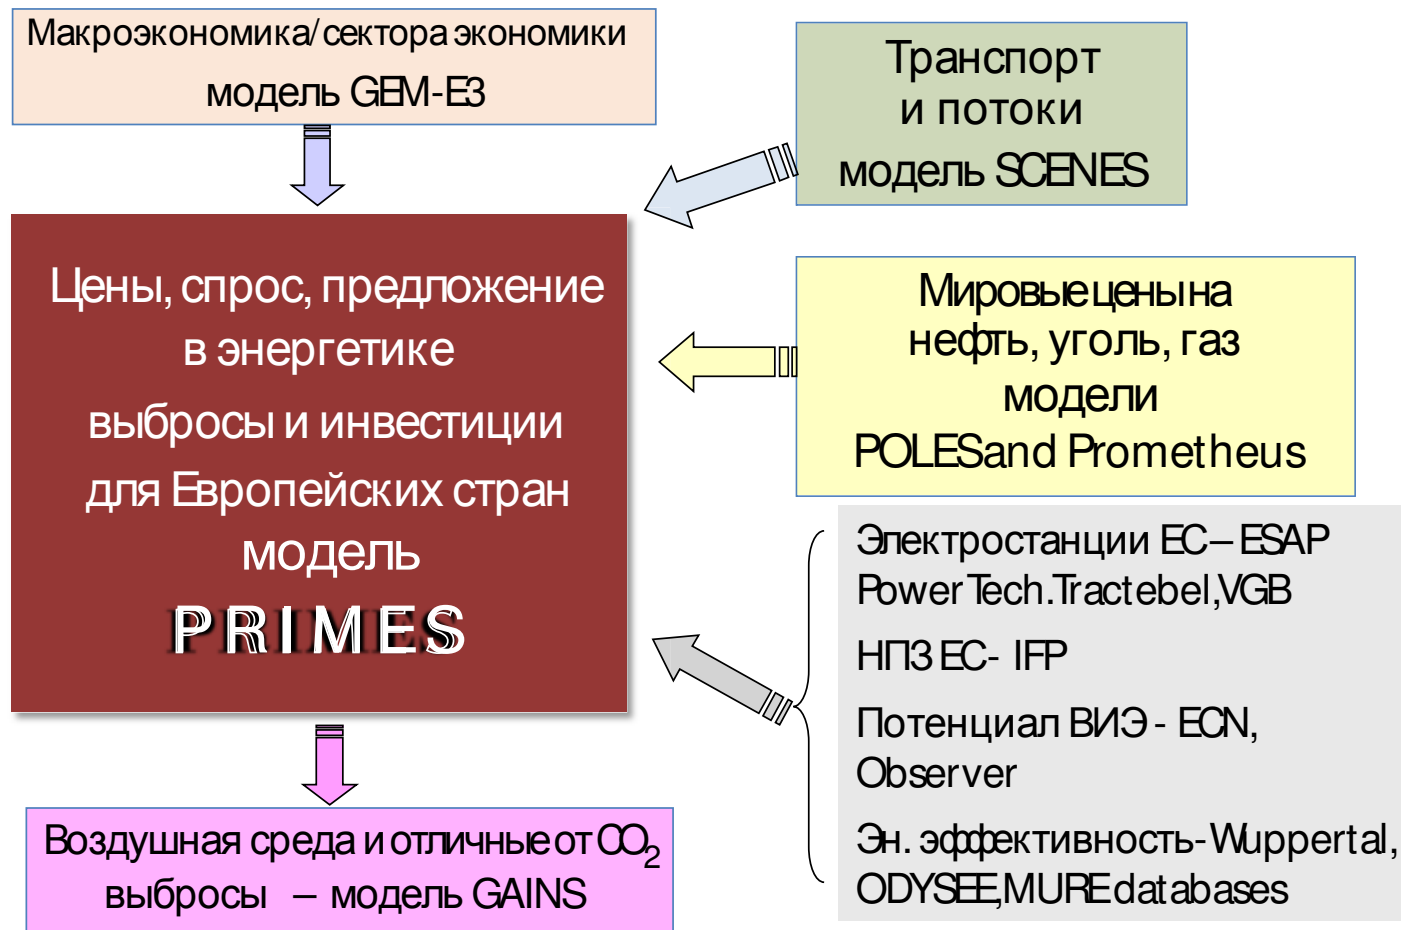 Макроэкономика/сектора экономики
модель GEM-E3
Транспорт
и потоки
модель SCENES
Цены, спрос, предложение
в энергетике
выбросы и инвестиции
для Европейских стран
модель
PRIMES
Мировые цены на
нефть, уголь, газ
модели
POLES and Prometheus
Электростанции ЕС – ESAP
Power Tech. Tractebel, VGB
НПЗ ЕС - IFP
Потенциал ВИЭ - ECN,
Observer
Эн. эффективность - Wuppertal,
ODYSEE, MURE databases
Воздушная среда и отличные от CO2
выбросы – модель GAINS